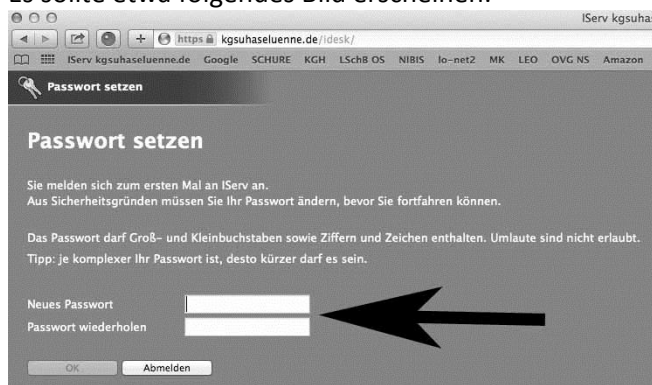 Es sollte etwa folgendes Bild erscheinen:
IServ kgsuha
https kgsuhaseluenne.de/idesk/
IServ kgsuhaseluenne.de Google SCHURE KGH LSchB OS NIBIS lo-net2 MK LEO OVG NS Amazon
Passwort setzen
Passwort setzen
Sie melden sich zum ersten Mal an IServ an.
Aus Sicherheitsgründen müssen Sie Ihr Passwort ändern, bevor Sie fortfahren können.
Das Passwort darf Groß- und Kleinbuchstaben sowie Ziffern und Zeichen enthalten. Umlaute sind nicht erlaubt.
Tipp: je komplexer Ihr Passwort ist, desto kürzer darf es sein.
Neues Passwort
Passwort wiederholen
OK Abmelden